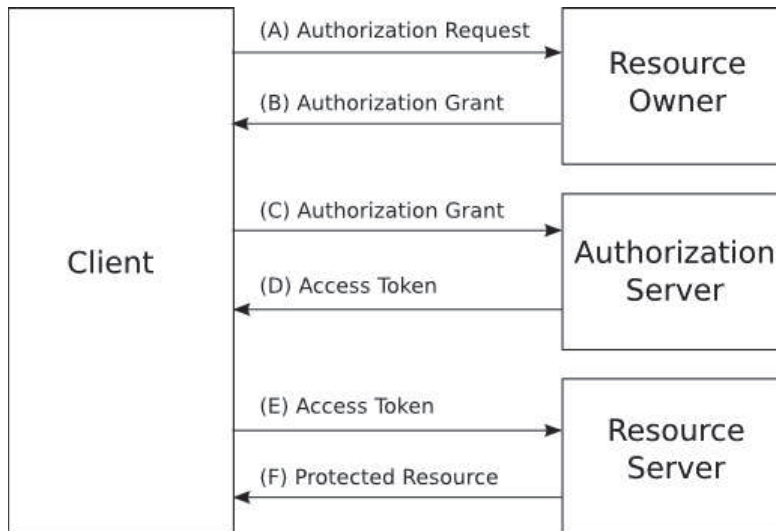 (A) Authorization Request
Resource
Owner
(B) Authorization Grant
(C) Authorization Grant
Client
Authorization
Server
(D) Access Token
(E) Access Token
Resource
Server
(F) Protected Resource